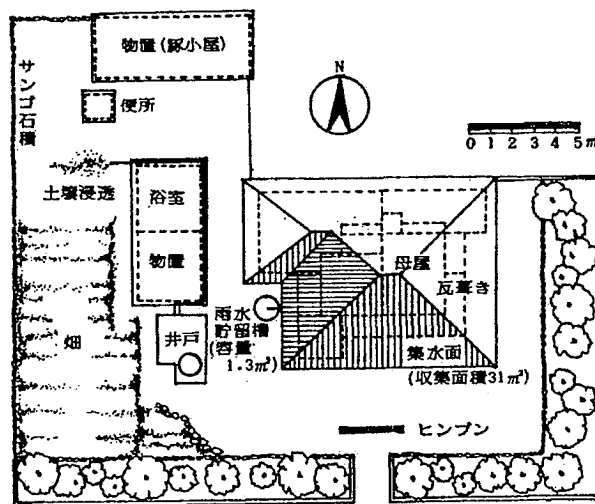 物置(豚小屋)
サンゴ石積
便所
N
0 1 2 3 4 5 m
土壌浸透
浴室
物置
母屋
瓦葺き
畑
井戸
雨水
貯留槽
(容量
1.3㎥)
集水面
(収集面積31㎡)
ヒンプン